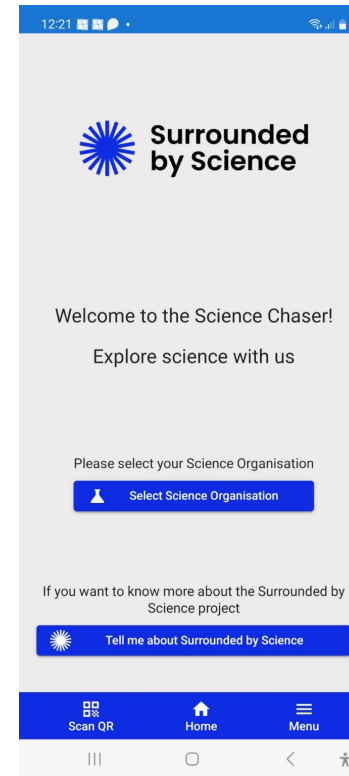 12:21
Surrounded
by Science
Welcome to the Science Chaser!
Explore science with us
Please select your Science Organisation
Select Science Organisation
If you want to know more about the Surrounded by
Science project
Tell me about Surrounded by Science
Scan QR Home Menu